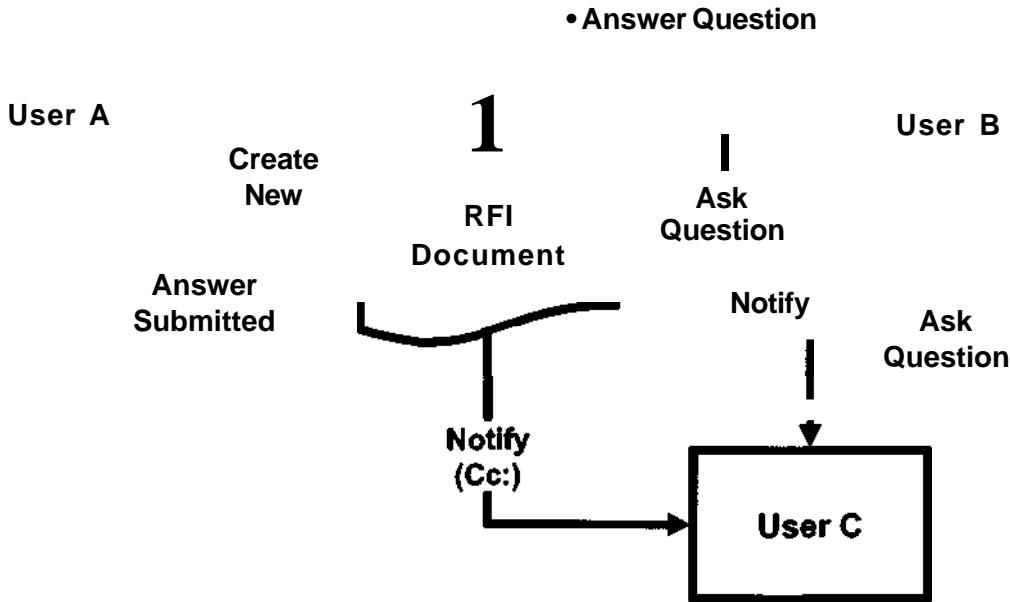 • Answer Question
User A
1
User B
Create
New
RFI
Document
Ask
Question
Answer
Submitted
Notify
Ask
Question
Notify
(Cc:)
User C